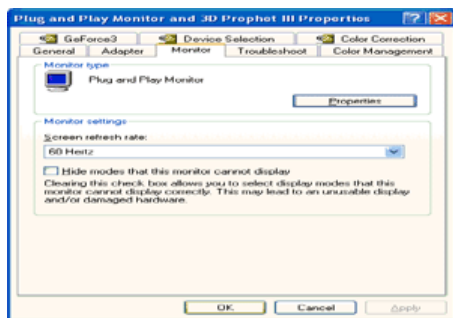 Plug and Play Monitor and 3D Prophet III Properties
GeForce3 Device Selection Color Correction
General Adapter Monitor Troubleshoot Color Management
Monitor type
Plug and Play Monitor
Properties
Monitor settings
Screen refresh rate:
60 Hertz
Hide modes that this monitor cannot display
Clearing this check box allows you to select display modes that this
monitor cannot display correctly. This may lead to an unusable display
and/or damaged hardware.
OK Cancel Apply